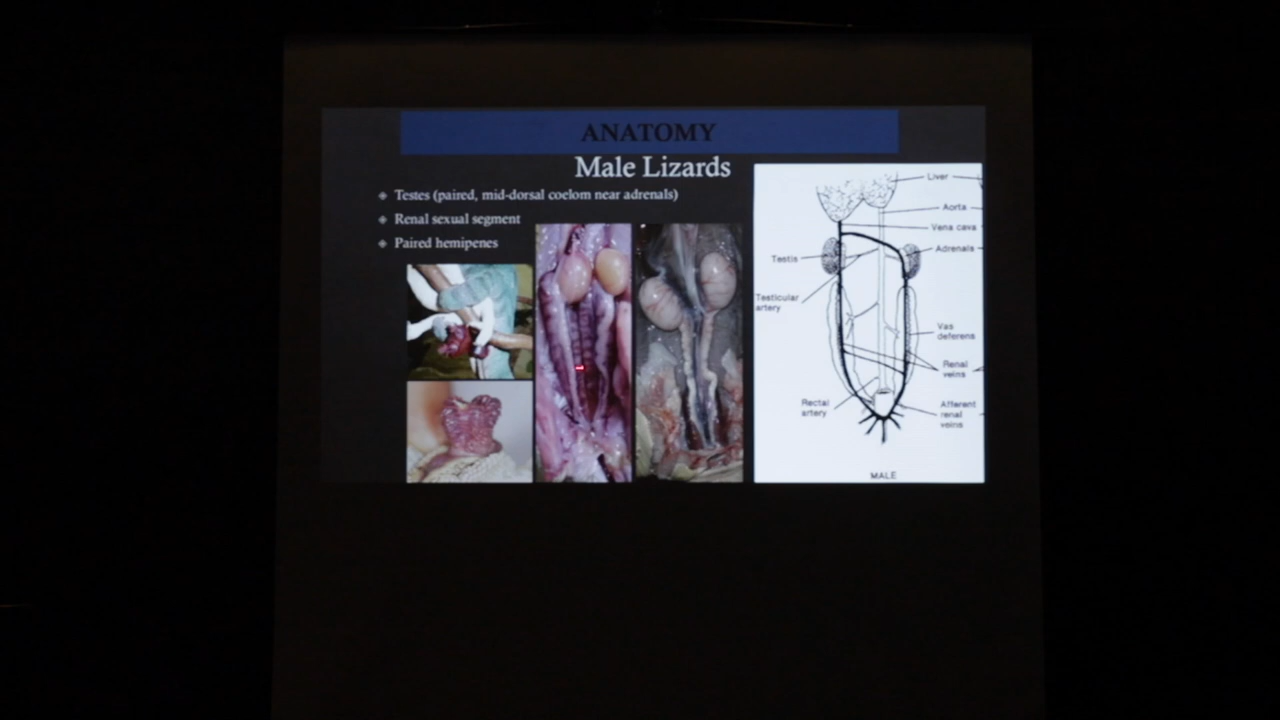 ANATOMY
Male Lizards
Testes (paired, mid-dorsal coelom near adrenals)
Renal sexual segment
Paired hemipenes
Liver
Aorta
Vena cava
Testis
Adrenals
Testicular
artery
Vas
deferens
Renal
veins
Rectal
artery
Afferent
renal
veins
MALE